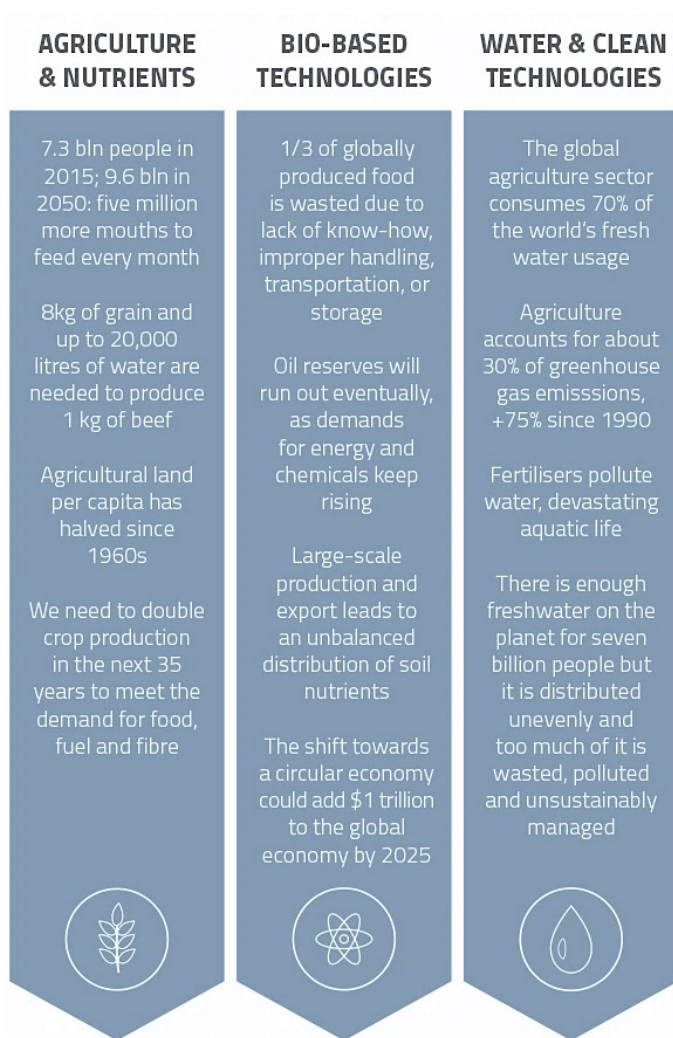 AGRICULTURE
& NUTRIENTS
7.3 bln people in
2015; 9.6 bln in
2050: five million
more mouths to
feed every month
8kg of grain and
up to 20,000
litres of water are
needed to produce
1 kg of beef
Agricultural land
per capita has
halved since
1960s
We need to double
crop production
in the next 35
years to meet the
demand for food,
fuel and fibre
BIO-BASED
TECHNOLOGIES
1/3 of globally
produced food
is wasted due to
lack of know-how,
improper handling,
transportation, or
storage
Oil reserves will
run out eventually,
as demands
for energy and
chemicals keep
rising
Large-scale
production and
export leads to
an unbalanced
distribution of soil
nutrients
The shift towards
a circular economy
could add $1 trillion
to the global
economy by 2025
WATER & CLEAN
TECHNOLOGIES
The global
agriculture sector
consumes 70% of
the world's fresh
water usage
Agriculture
accounts for about
30% of greenhouse
gas emisssions,
+75% since 1990
Fertilisers pollute
water, devastating
aquatic life
There is enough
freshwater on the
planet for seven
billion people but
it is distributed
unevenly and
too much of it is
wasted, polluted
and unsustainably
managed